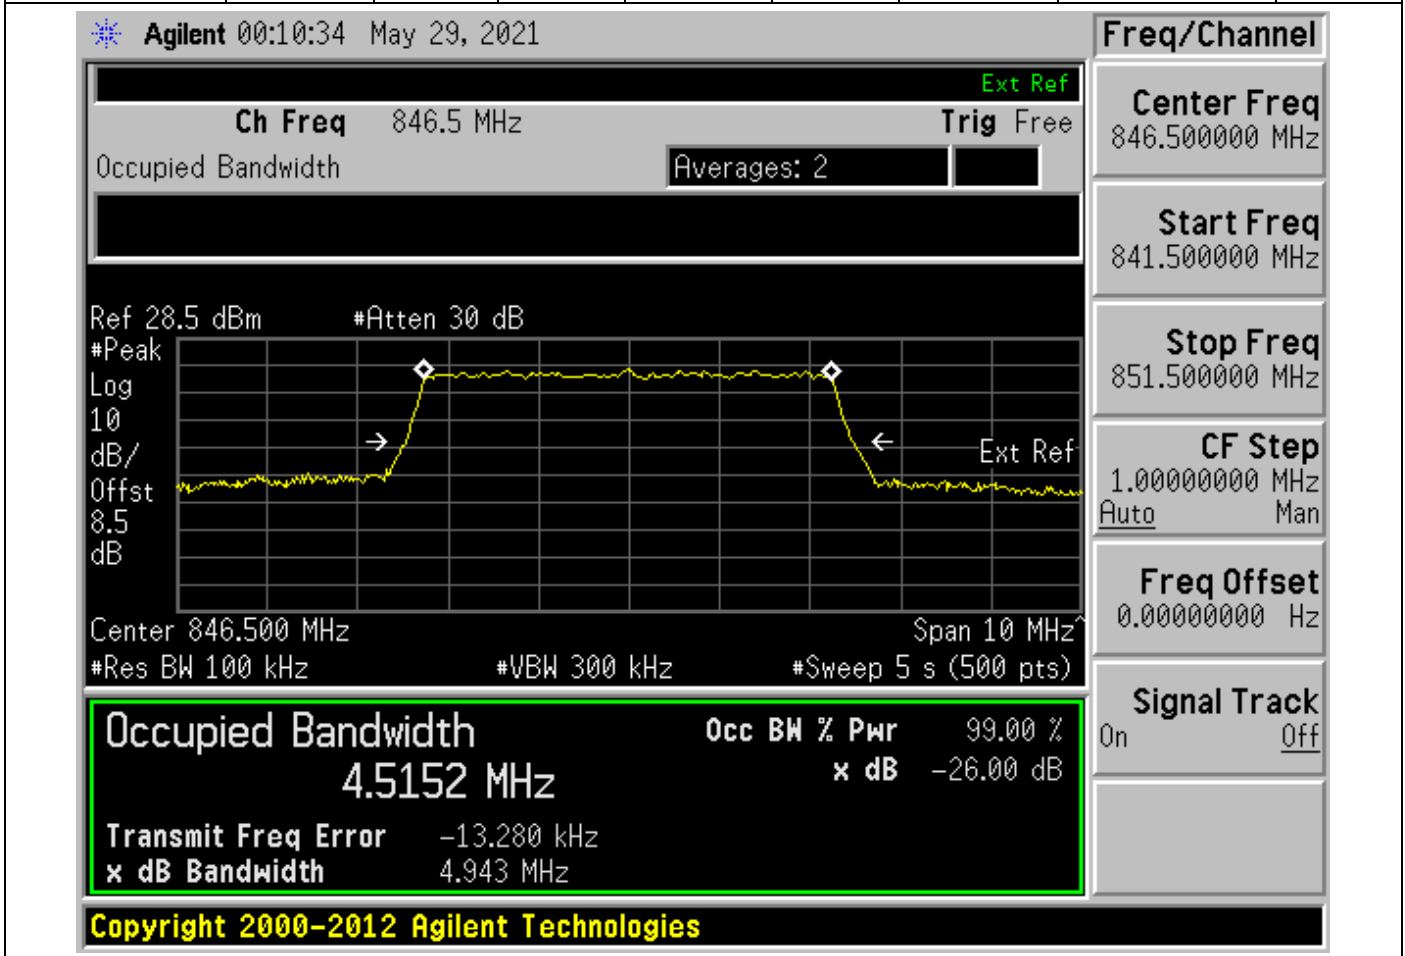 Agilent 00:10:34 May 29, 2021
Freq/Channel
Ext Ref
Ch Freq 846.5 MHz Trig Free
Occupied Bandwidth Averages: 2
Center Freq
846.500000 MHz
Start Freq
841.500000 MHz
Stop Freq
851.500000 MHz
CF Step
1.00000000 MHz
Auto Man
Freq Offset
0.00000000 Hz
Signal Track
On Off
Ref 28.5 dBm #Atten 30 dB
#Peak
Log
10
dB/
Offst
8.5
dB
Ext Ref
Center 846.500 MHz Span 10 MHz^
#Res BW 100 kHz #VBW 300 kHz #Sweep 5 s (500 pts)
Occupied Bandwidth
4.5152 MHz
Occ BW % Pwr 99.00 %
x dB -26.00 dB
Transmit Freq Error -13.280 kHz
x dB Bandwidth 4.943 MHz
Copyright 2000-2012 Agilent Technologies